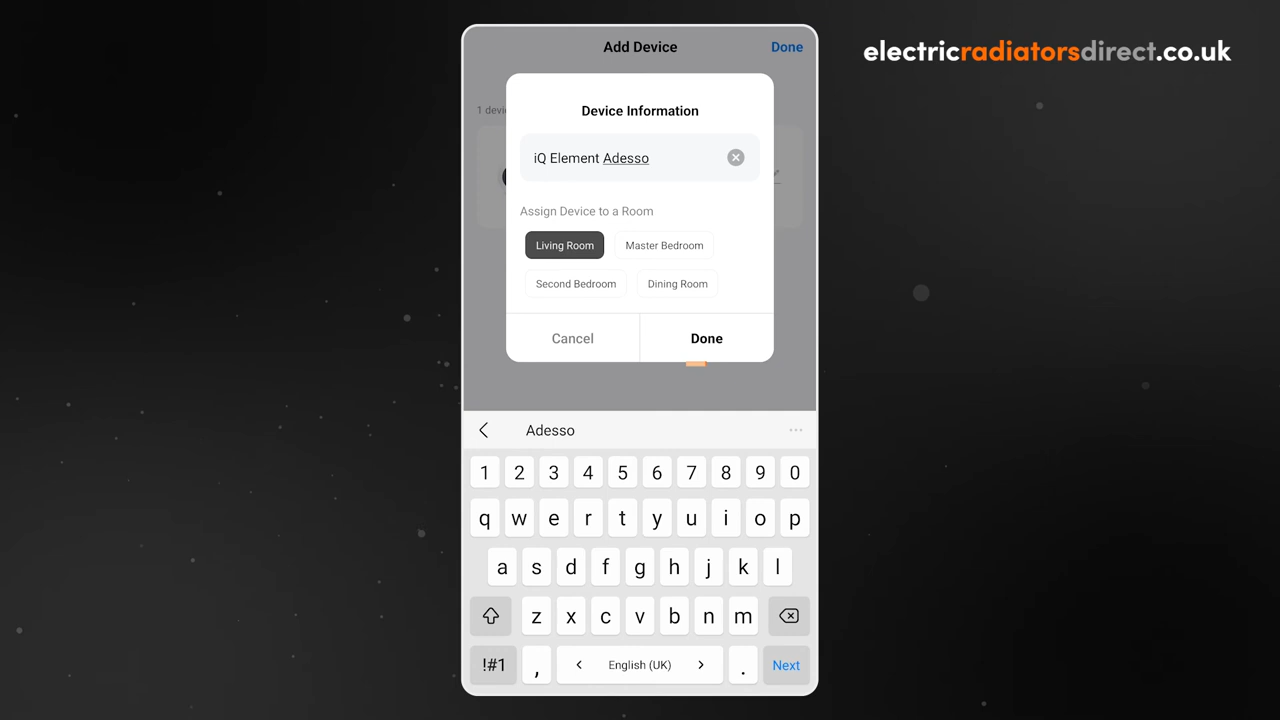 Add Device
Done
electricradiatorsdirect.co.uk
Device Information
1 devi
iQ Element Adesso
Assign Device to a Room
Living Room
Master Bedroom
Second Bedroom
Dining Room
Cancel
Done
Adesso
1 2 3 4 5 6 7 8 9 0
q w e r t y u i o p
a s d f g h j k l
z x c v b n m
!#1 , English (UK) . Next